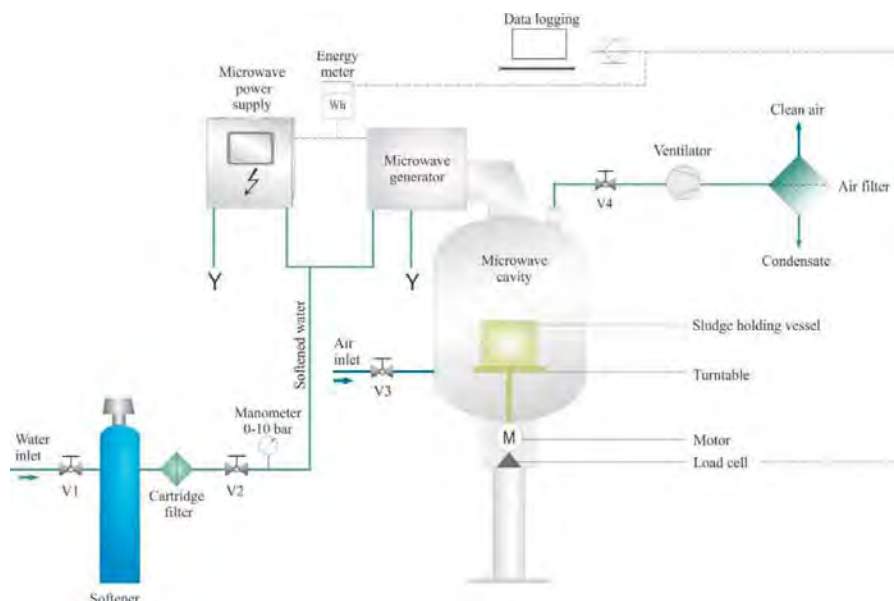 Data logging
Energy
meter
Microwave
power
supply
Wh
Clean air
Microwave
generator
Ventilator
Air filter
V4
Y
Y
Microwave
cavity
Condensate
Softened water
Sludge holding vessel
Air
inlet
Turntable
V3
Manometer
0-10 bar
M
Motor
Water
inlet
Load cell
V1
Cartridge
filter
V2
Softener